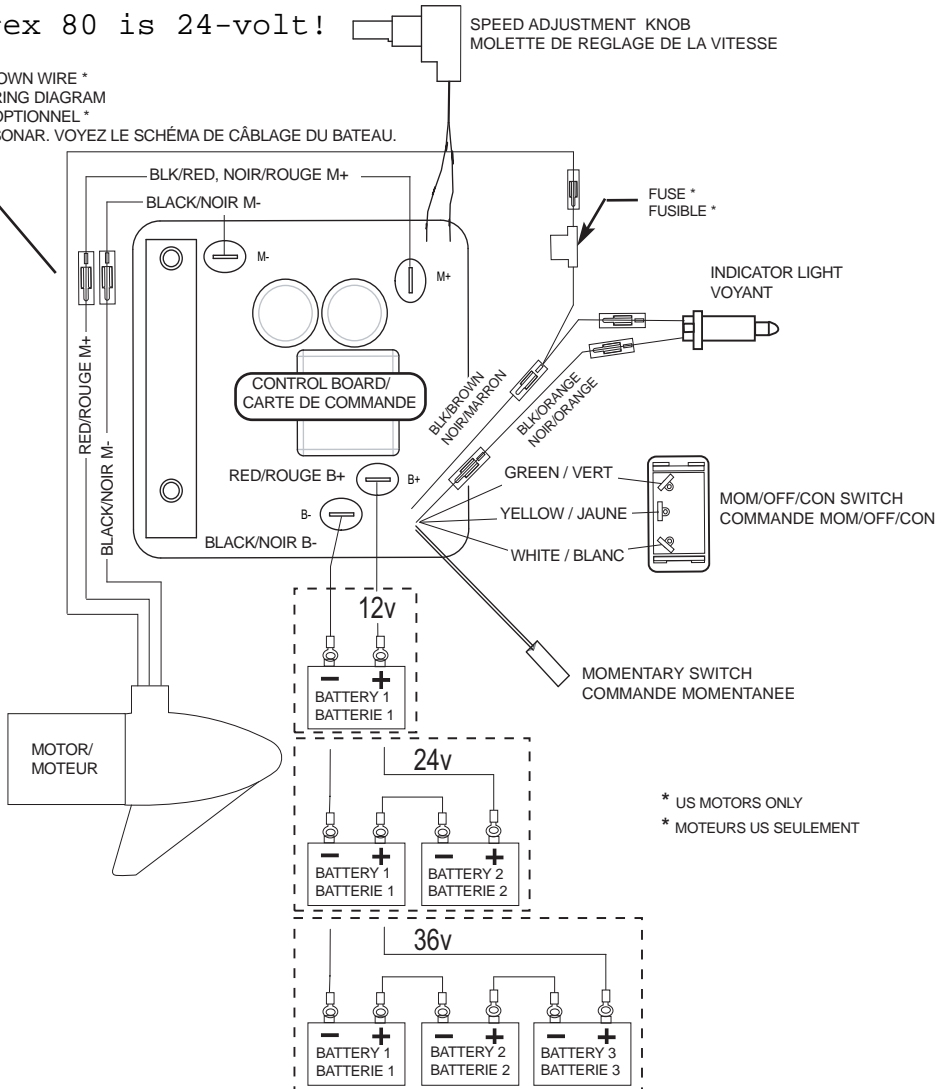 ex 80 is 24-volt!
SPEED ADJUSTMENT KNOB
MOLETTE DE REGLAGE DE LA VITESSE
OWN WIRE *
RING DIAGRAM
OPTIONNEL *
SONAR. VOYEZ LE SCHÉMA DE CÂBLAGE DU BATEAU.
BLK/RED, NOIR/ROUGE M+
BLACK/NOIR M-
FUSE *
FUSIBLE *
M-
M+
INDICATOR LIGHT
VOYANT
RED/ROUGE M+
BLACK/NOIR M-
CONTROL BOARD/
CARTE DE COMMANDE
BLK/BROWN
NOIR/MARRON
BLK/ORANGE
NOIR/ORANGE
RED/ROUGE B+
B+
B-
BLACK/NOIR B-
GREEN / VERT
YELLOW / JAUNE
WHITE / BLANC
MOM/OFF/CON SWITCH
COMMANDE MOM/OFF/CON
12v
− +
BATTERY 1
BATTERIE 1
MOMENTARY SWITCH
COMMANDE MOMENTANEE
MOTOR/
MOTEUR
24v
− + − +
BATTERY 1 BATTERY 2
BATTERIE 1 BATTERIE 2
* US MOTORS ONLY
* MOTEURS US SEULEMENT
36v
− + − + − +
BATTERY 1 BATTERY 2 BATTERY 3
BATTERIE 1 BATTERIE 2 BATTERIE 3